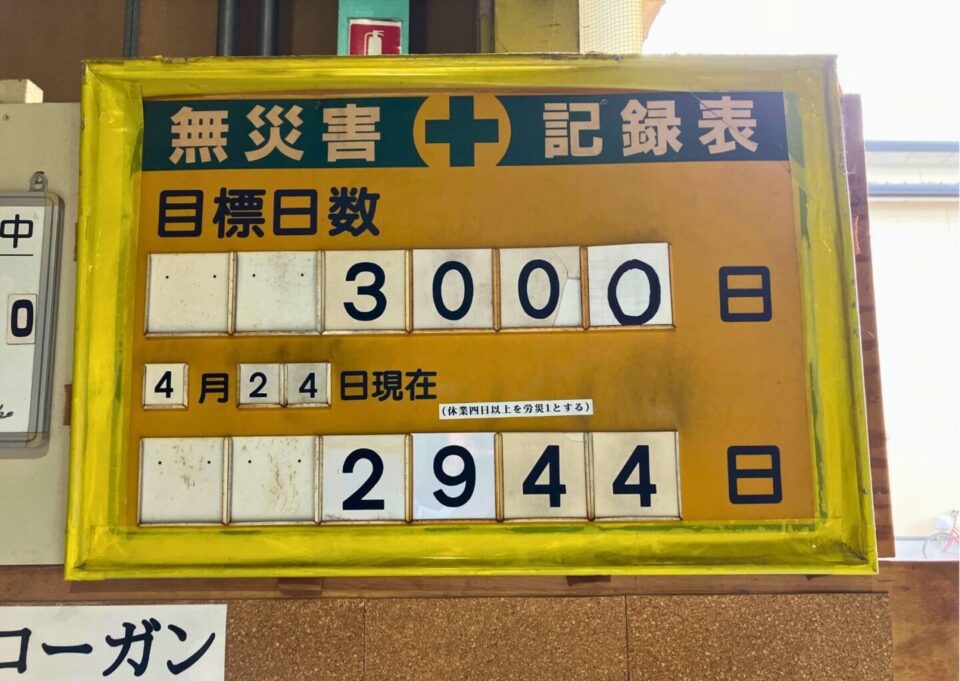 無災害 記録表
目標日数
3000日
4月24日現在
（休業四日以上を労災1とする）
2944日
中
0
コーガン